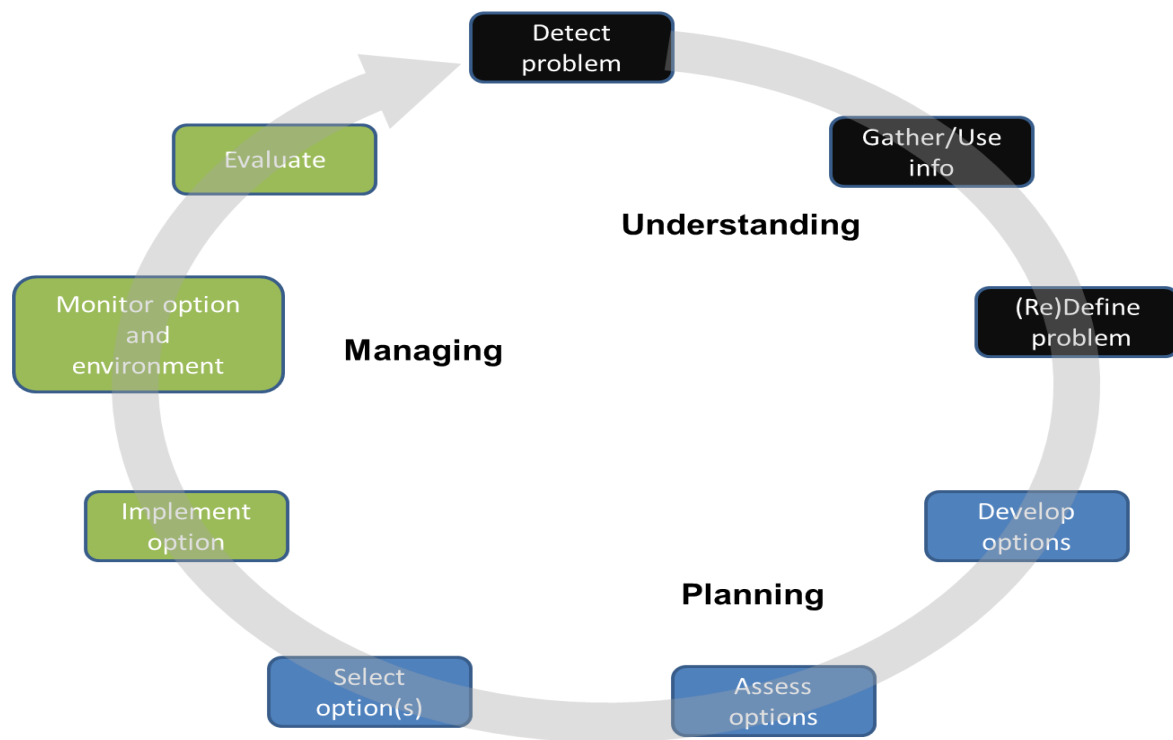 Detect
problem
Gather/Use
info
Understanding
(Re)Define
problem
Develop
options
Planning
Assess
options
Select
option(s)
Implement
option
Managing
Monitor option
and
environment
Evaluate